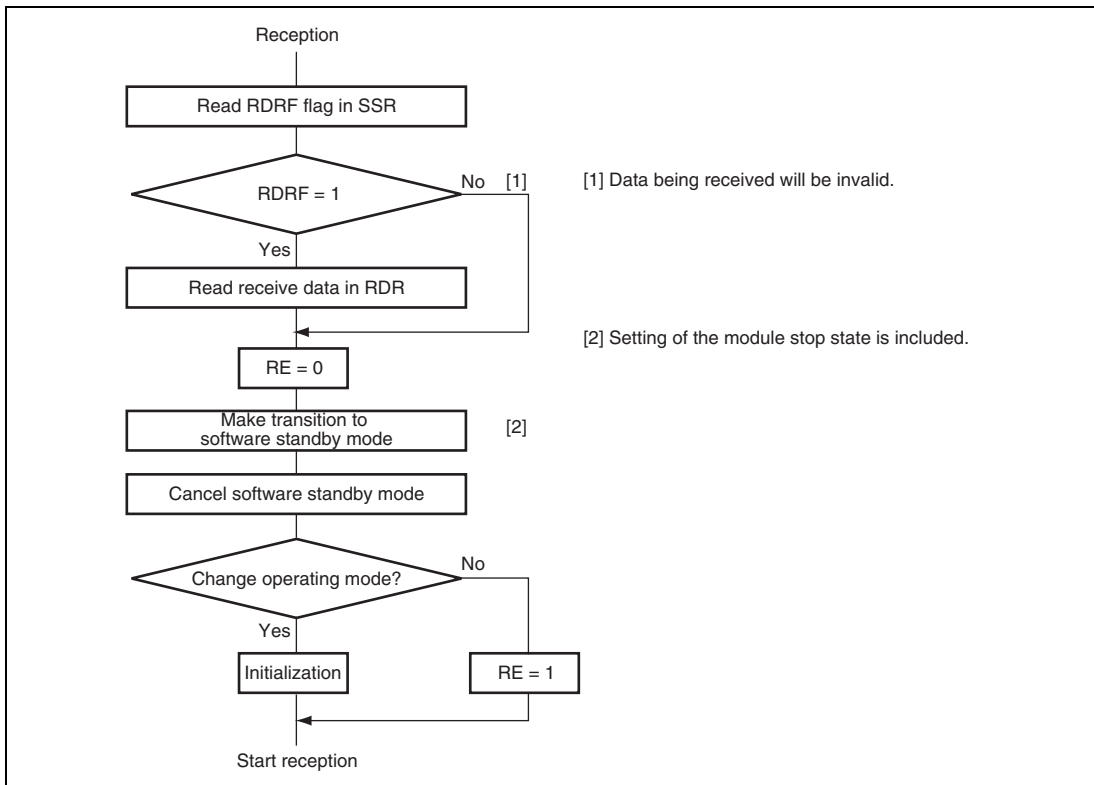 Reception
Read RDRF flag in SSR
RDRF = 1
No [1]
[1] Data being received will be invalid.
Yes
Read receive data in RDR
[2] Setting of the module stop state is included.
RE = 0
Make transition to
software standby mode
[2]
Cancel software standby mode
Change operating mode?
No
Yes
Initialization
RE = 1
Start reception